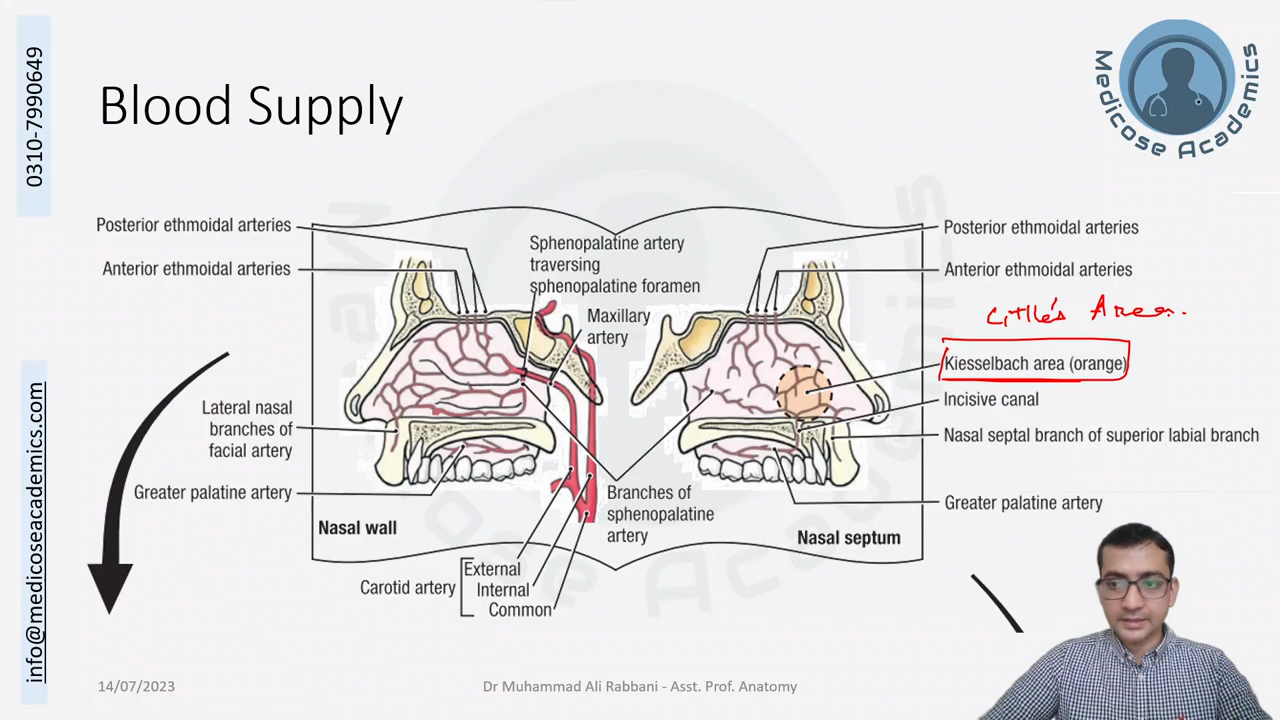 0310-7990649
info@medicoseacademics.com
Blood Supply
Medicose Academics
Posterior ethmoidal arteries
Anterior ethmoidal arteries
Lateral nasal
branches of
facial artery
Greater palatine artery
Nasal wall
Sphenopalatine artery
traversing
sphenopalatine foramen
Maxillary
artery
Branches of
sphenopalatine
artery
Carotid artery
External
Internal
Common
Posterior ethmoidal arteries
Anterior ethmoidal arteries
Area.
Kiesselbach area (orange)
Incisive canal
Nasal septal branch of superior labial branch
Greater palatine artery
Nasal septum
14/07/2023
Dr Muhammad Ali Rabbani - Asst. Prof. Anatomy